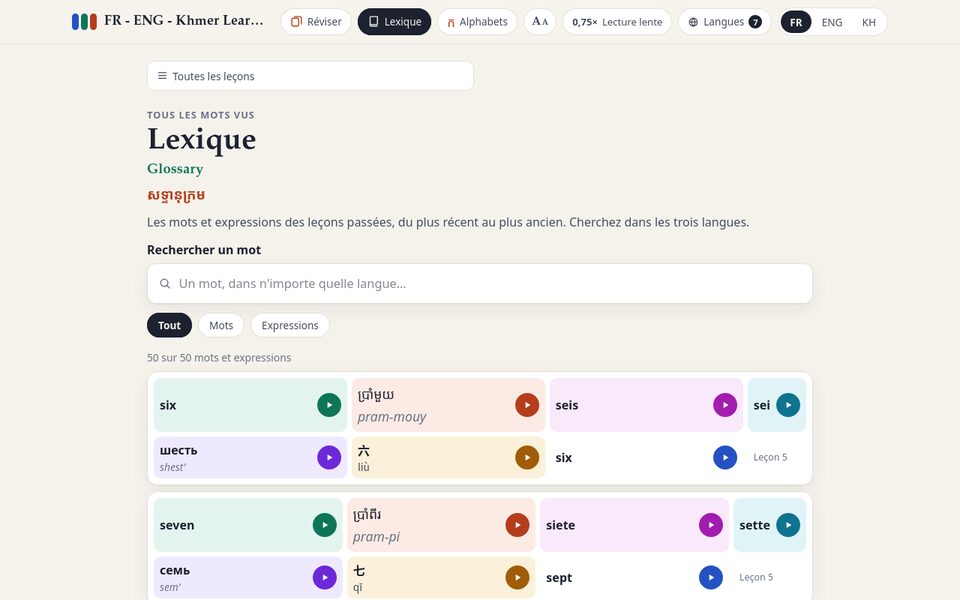 FR - ENG - Khmer Lear...
Réviser
Lexique
ក Alphabets
AA
0,75× Lecture lente
Langues 7
FR
ENG
KH
Toutes les leçons
TOUS LES MOTS VUS
Lexique
Glossary
សទ្ទានុក្រម
Les mots et expressions des leçons passées, du plus récent au plus ancien. Cherchez dans les trois langues.
Rechercher un mot
Un mot, dans n'importe quelle langue...
Tout
Mots
Expressions
50 sur 50 mots et expressions
six
ប្រាំមួយ
pram-mouy
seis
sei
шесть
shest'
六
liù
six
Leçon 5
seven
ប្រាំពីរ
pram-pi
siete
sette
семь
sem'
七
qī
sept
Leçon 5